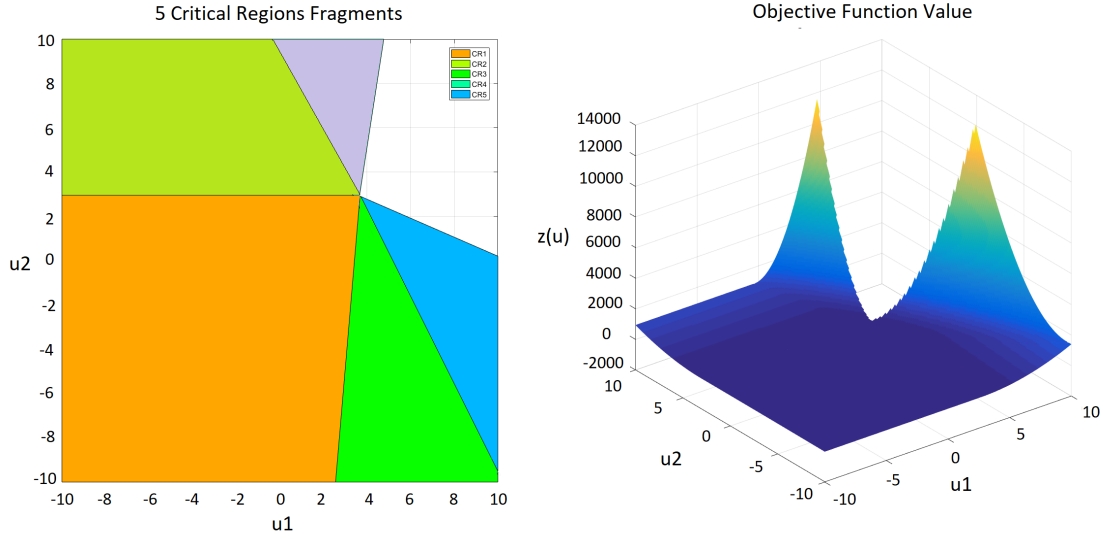 5 Critical Regions Fragments
10
8
6
4
2
0
-2
-4
-6
-8
-10
u2
CR1
CR2
CR3
CR4
CR5
-10 -8 -6 -4 -2 0 2 4 6 8 10
u1
Objective Function Value
14000
12000
10000
8000
6000
4000
2000
0
-2000
z(u)
10
5
0
-5
-10
u2
-10
-5
0
5
10
u1